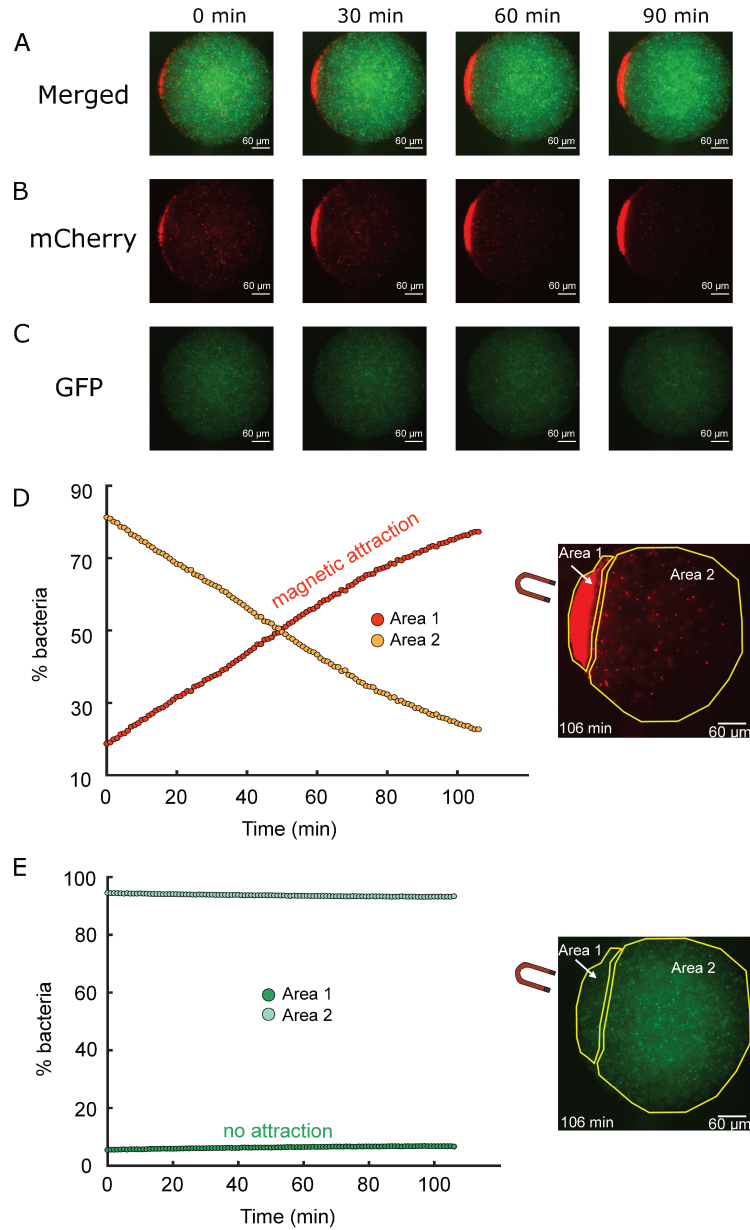 0 min 30 min 60 min 90 min
A
Merged
60 µm 60 µm 60 µm 60 µm
B
mCherry
60 µm 60 µm 60 µm 60 µm
C
GFP
60 µm 60 µm 60 µm 60 µm
D
90
70
50
30
10
% bacteria
magnetic attraction
Area 1
Area 2
0 20 40 60 80 100
Time (min)
Area 1
Area 2
106 min
60 µm
E
100
80
60
40
20
0
% bacteria
Area 1
Area 2
no attraction
0 20 40 60 80 100
Time (min)
Area 1
Area 2
106 min
60 µm